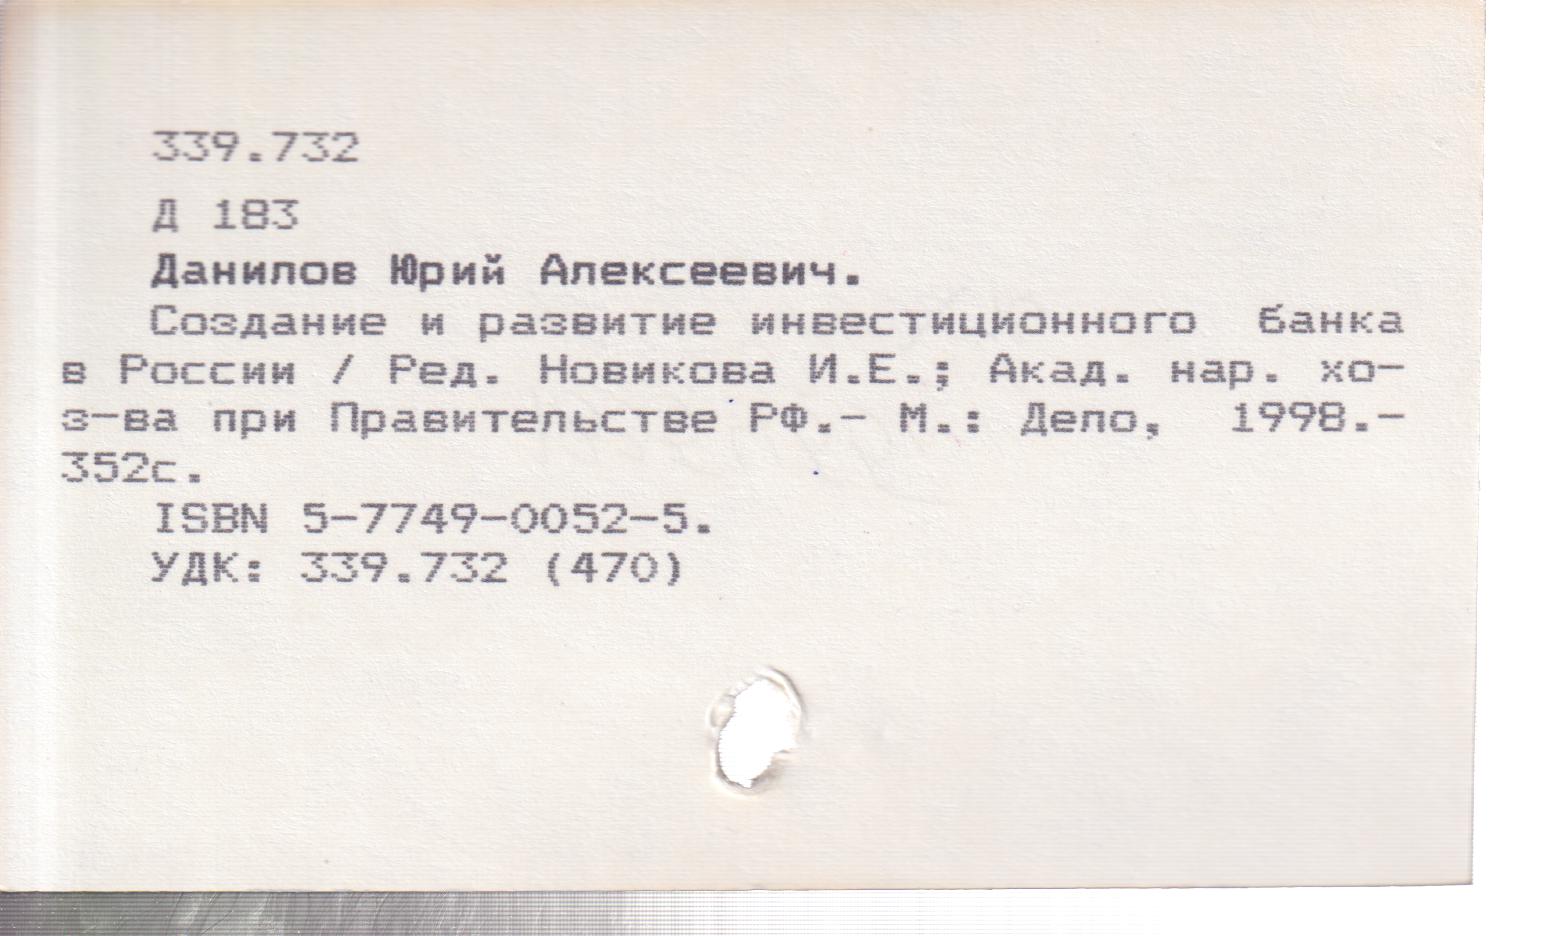 339.732
Д 183
Данилов Юрий Алексеевич.
Создание и развитие инвестиционного банка
в России / Ред. Новикова И.Е.; Акад. нар. хо-
з-ва при Правительстве РФ.- М.: Дело, 1998.-
352с.
ISBN 5-7749-0052-5.
УДК: 339.732 (470)